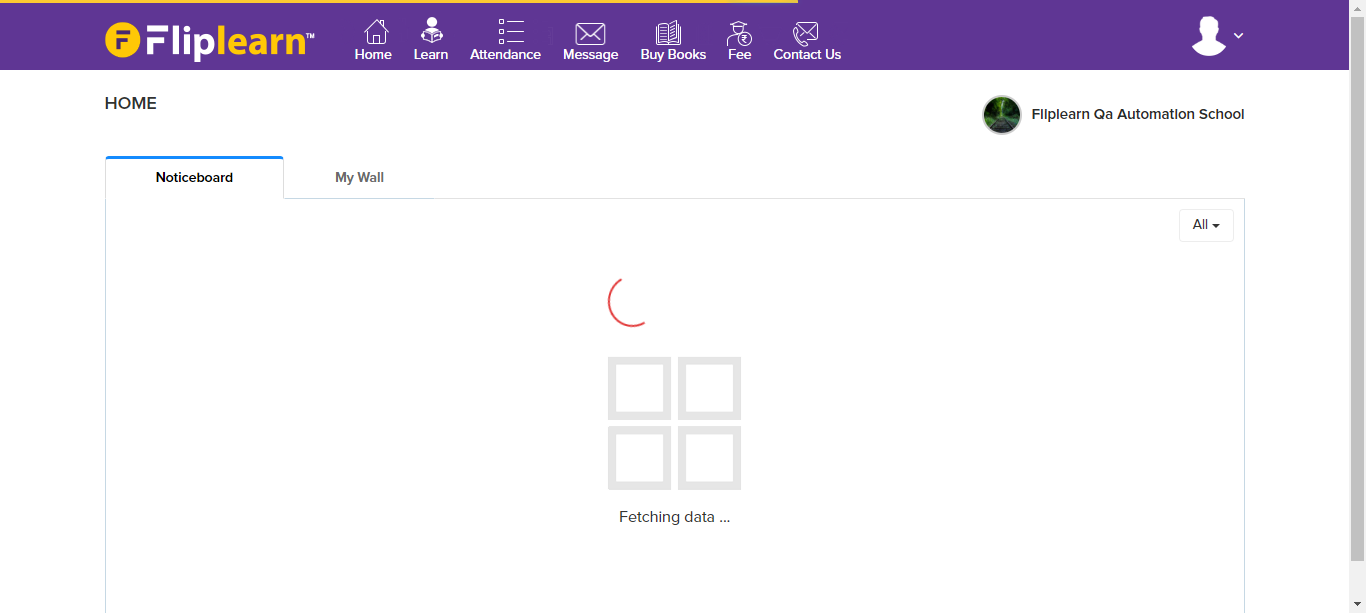 Fliplearn™
Home Learn Attendance Message Buy Books Fee Contact Us
HOME
Fliplearn Qa Automation School
Noticeboard My Wall
All
Fetching data ...